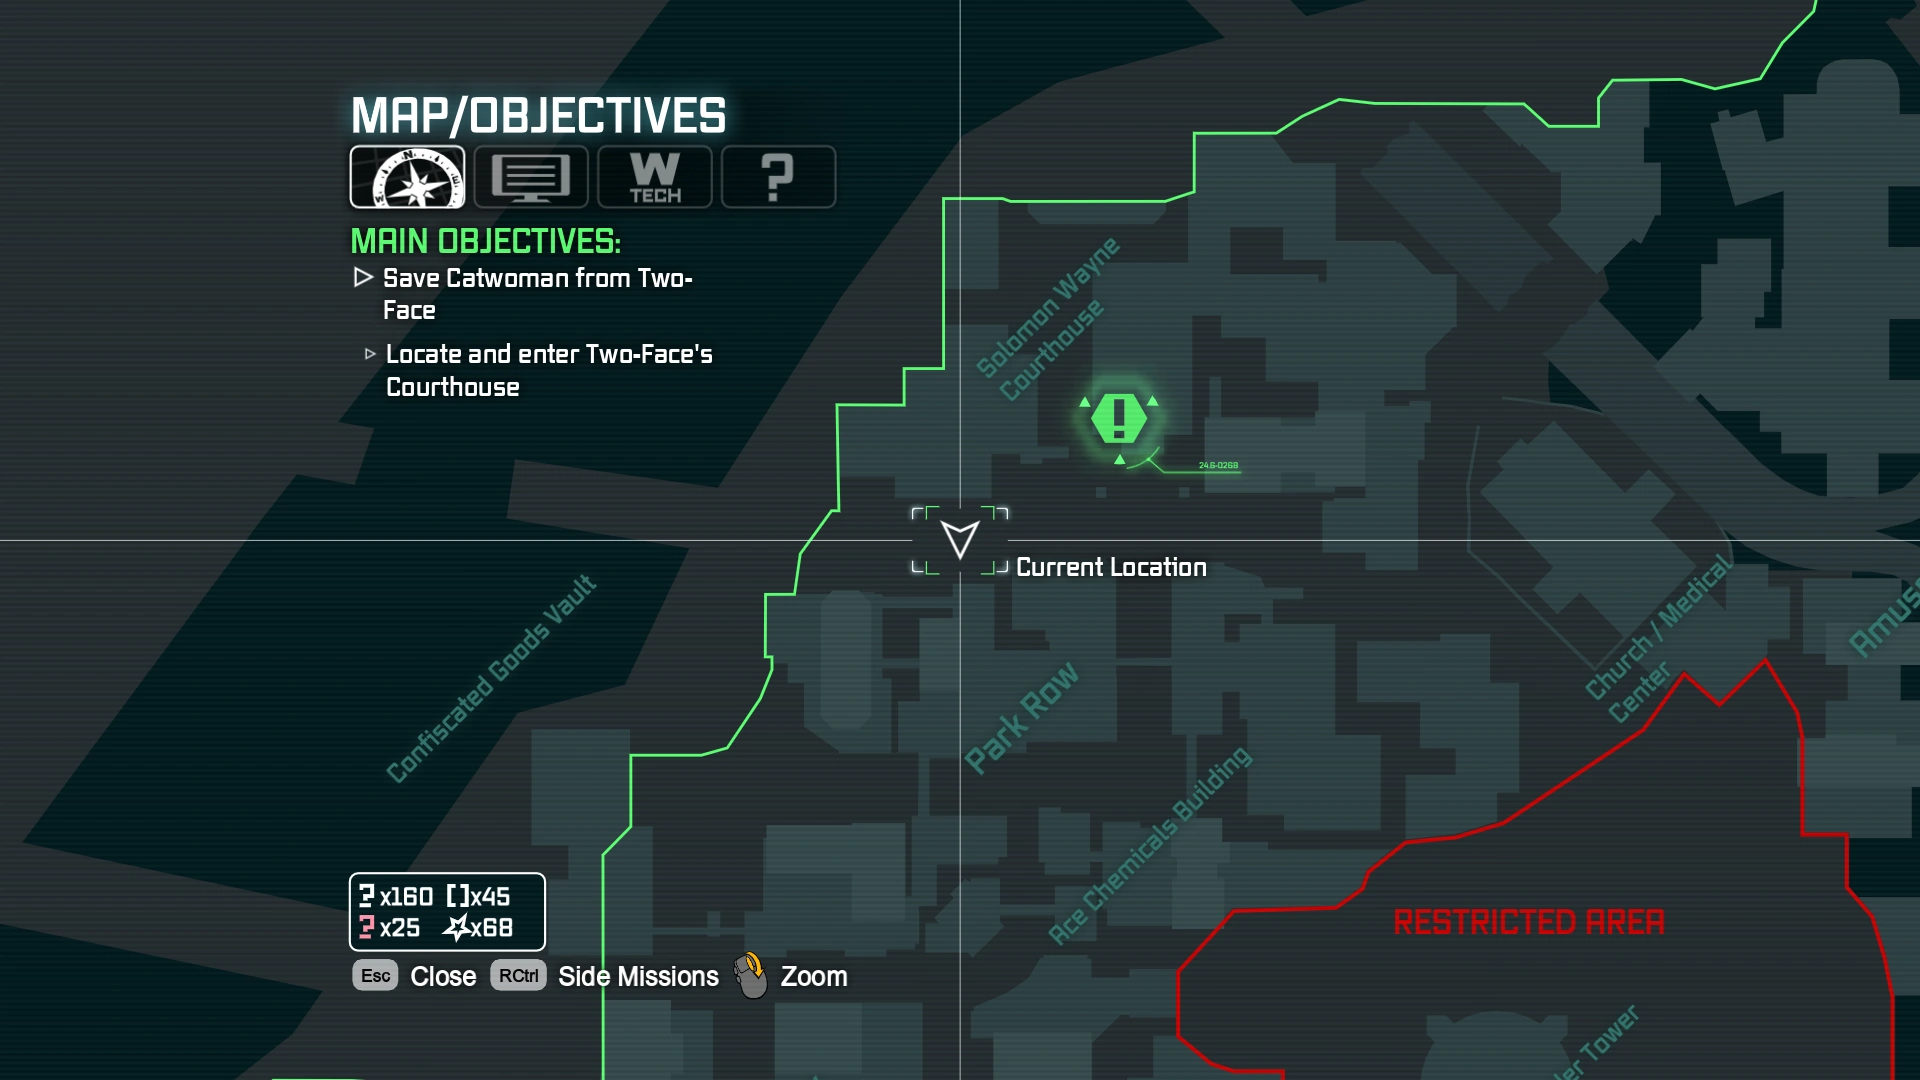 MAP/OBJECTIVES
W
TECH
?
MAIN OBJECTIVES:
Save Catwoman from Two-
Face
Locate and enter Two-Face's
Courthouse
Solomon Wayne
Courthouse
!
Current Location
Confiscated Goods Vault
Park Row
Church / Medical
Center
Amus
Ace Chemicals Building
RESTRICTED AREA
er Tower
? x160 [ ] x45
? x25 x68
Esc Close RCtrl Side Missions Zoom